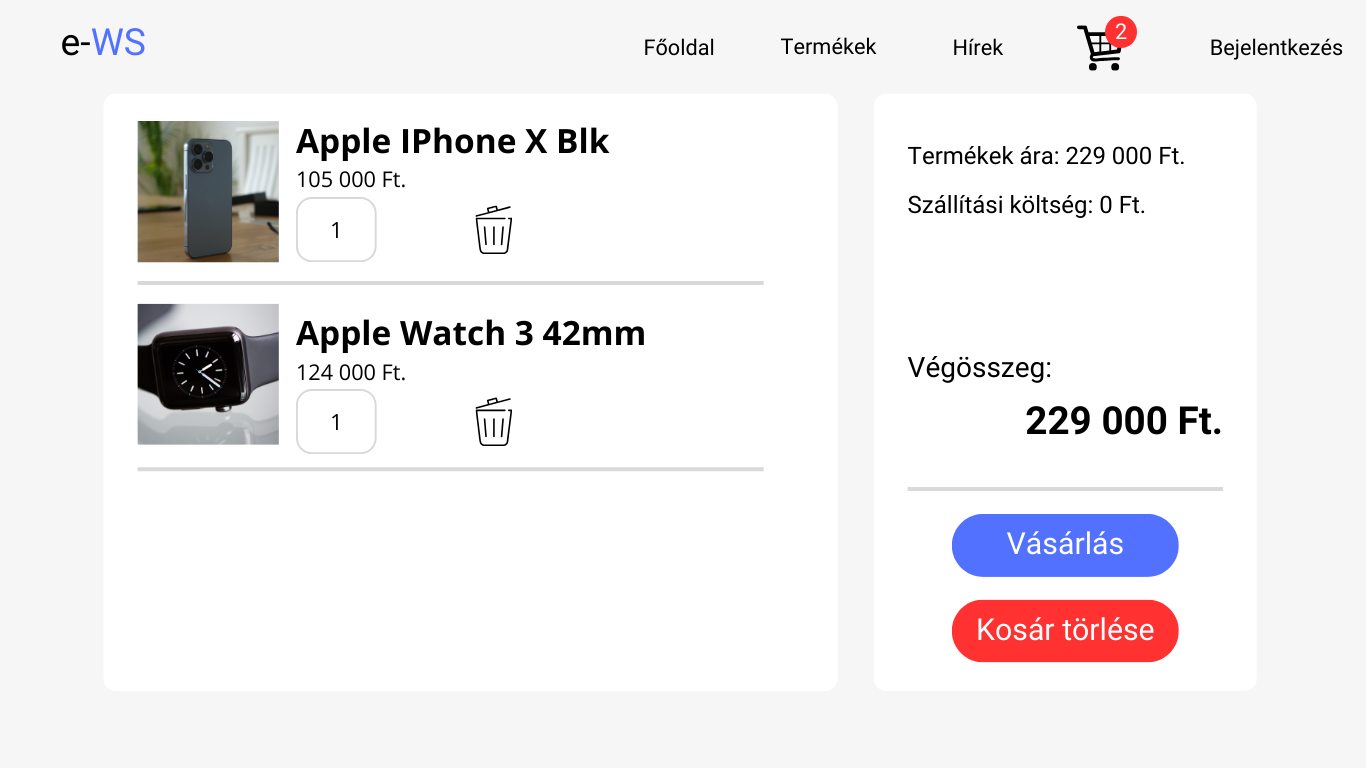 e-WS
Főoldal
Termékek
Hírek
2
Bejelentkezés
Apple IPhone X Blk
105 000 Ft.
1
Apple Watch 3 42mm
124 000 Ft.
1
Termékek ára: 229 000 Ft.
Szállítási költség: 0 Ft.
Végösszeg:
229 000 Ft.
Vásárlás
Kosár törlése